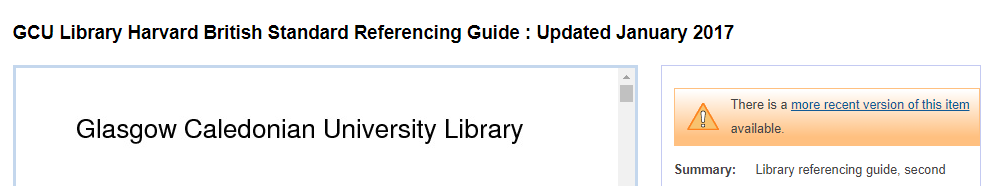 GCU Library Harvard British Standard Referencing Guide : Updated January 2017
Glasgow Caledonian University Library
There is a more recent version of this item
available.
Summary: Library referencing guide, second